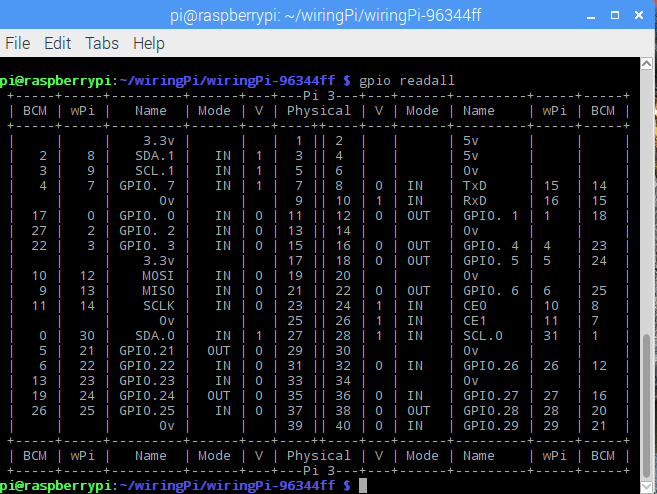 pi@raspberrypi: ~/wiringPi/wiringPi-96344ff
File Edit Tabs Help
pi@raspberrypi:~/wiringPi/wiringPi-96344ff $ gpio readall
 +-----+-----+---------+------+---+---Pi 3---+---+------+---------+-----+-----+
 | BCM | wPi |   Name  | Mode | V | Physical | V | Mode | Name    | wPi | BCM |
 +-----+-----+---------+------+---+----++----+---+------+---------+-----+-----+
 |     |     |    3.3v |      |   |  1 || 2  |   |      | 5v      |     |     |
 |   2 |   8 |   SDA.1 |   IN | 1 |  3 || 4  |   |      | 5v      |     |     |
 |   3 |   9 |   SCL.1 |   IN | 1 |  5 || 6  |   |      | 0v      |     |     |
 |   4 |   7 | GPIO. 7 |   IN | 1 |  7 || 8  | 0 | IN   | TxD     | 15  | 14  |
 |     |     |      0v |      |   |  9 || 10 | 1 | IN   | RxD     | 16  | 15  |
 |  17 |   0 | GPIO. 0 |   IN | 0 | 11 || 12 | 0 | OUT  | GPIO. 1 | 1   | 18  |
 |  27 |   2 | GPIO. 2 |   IN | 0 | 13 || 14 |   |      | 0v      |     |     |
 |  22 |   3 | GPIO. 3 |   IN | 0 | 15 || 16 | 0 | OUT  | GPIO. 4 | 4   | 23  |
 |     |     |    3.3v |      |   | 17 || 18 | 0 | OUT  | GPIO. 5 | 5   | 24  |
 |  10 |  12 |    MOSI |   IN | 0 | 19 || 20 |   |      | 0v      |     |     |
 |   9 |  13 |    MISO |   IN | 0 | 21 || 22 | 0 | OUT  | GPIO. 6 | 6   | 25  |
 |  11 |  14 |    SCLK |   IN | 0 | 23 || 24 | 1 | IN   | CE0     | 10  | 8   |
 |     |     |      0v |      |   | 25 || 26 | 1 | IN   | CE1     | 11  | 7   |
 |   0 |  30 |   SDA.0 |   IN | 1 | 27 || 28 | 1 | IN   | SCL.0   | 31  | 1   |
 |   5 |  21 | GPIO.21 |  OUT | 0 | 29 || 30 |   |      | 0v      |     |     |
 |   6 |  22 | GPIO.22 |   IN | 0 | 31 || 32 | 0 | IN   | GPIO.26 | 26  | 12  |
 |  13 |  23 | GPIO.23 |   IN | 0 | 33 || 34 |   |      | 0v      |     |     |
 |  19 |  24 | GPIO.24 |  OUT | 0 | 35 || 36 | 0 | IN   | GPIO.27 | 27  | 16  |
 |  26 |  25 | GPIO.25 |   IN | 0 | 37 || 38 | 0 | OUT  | GPIO.28 | 28  | 20  |
 |     |     |      0v |      |   | 39 || 40 | 0 | IN   | GPIO.29 | 29  | 21  |
 +-----+-----+---------+------+---+----++----+---+------+---------+-----+-----+
 | BCM | wPi |   Name  | Mode | V | Physical | V | Mode | Name    | wPi | BCM |
 +-----+-----+---------+------+---+---Pi 3---+---+------+---------+-----+-----+
pi@raspberrypi:~/wiringPi/wiringPi-96344ff $